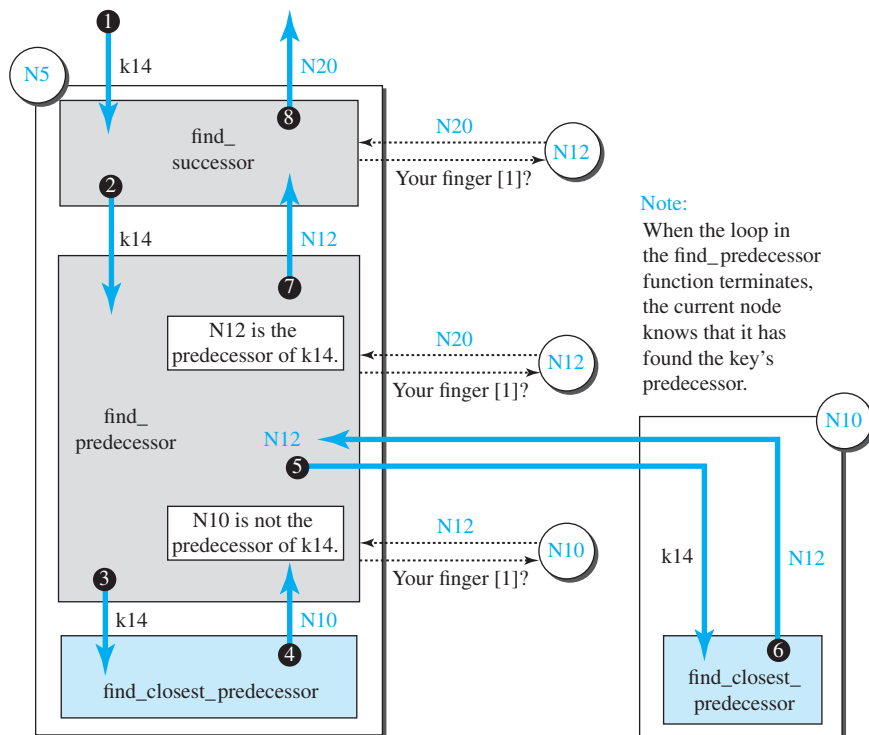 1
k14
N20
N5
8
find_
successor
N20
N12
Your finger [1]?
2
k14
N12
Note:
When the loop in
the find_predecessor
function terminates,
the current node
knows that it has
found the key's
predecessor.
7
N12 is the
predecessor of k14.
N20
N12
Your finger [1]?
find_
predecessor
N12
5
N10
N10 is not the
predecessor of k14.
N12
N10
Your finger [1]?
k14
N12
3
k14
N10
4
find_closest_predecessor
6
find_closest_
predecessor